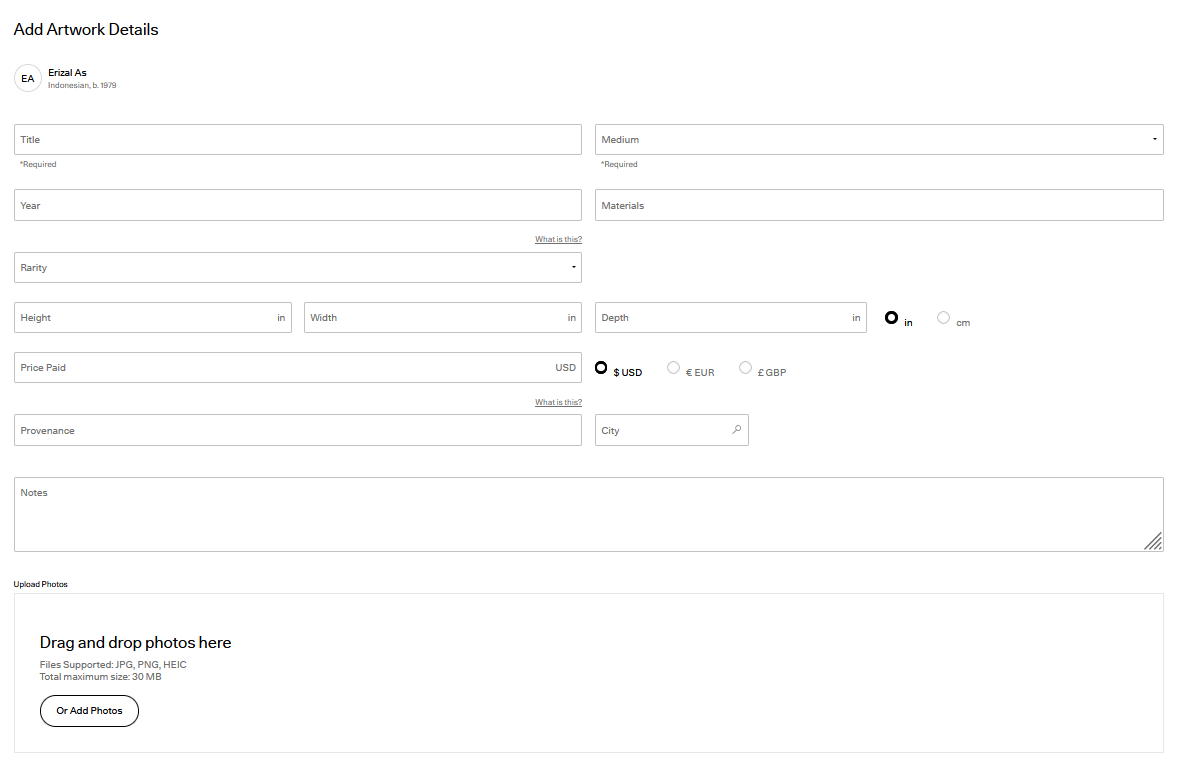 Add Artwork Details
EA
Erizal As
Indonesian, b. 1979
Title
Medium
*Required
*Required
Year
Materials
What is this?
Rarity
Height in
Width in
Depth in
in
cm
Price Paid USD
$ USD
€ EUR
£ GBP
What is this?
Provenance
City
Notes
Upload Photos
Drag and drop photos here
Files Supported: JPG, PNG, HEIC
Total maximum size: 30 MB
Or Add Photos